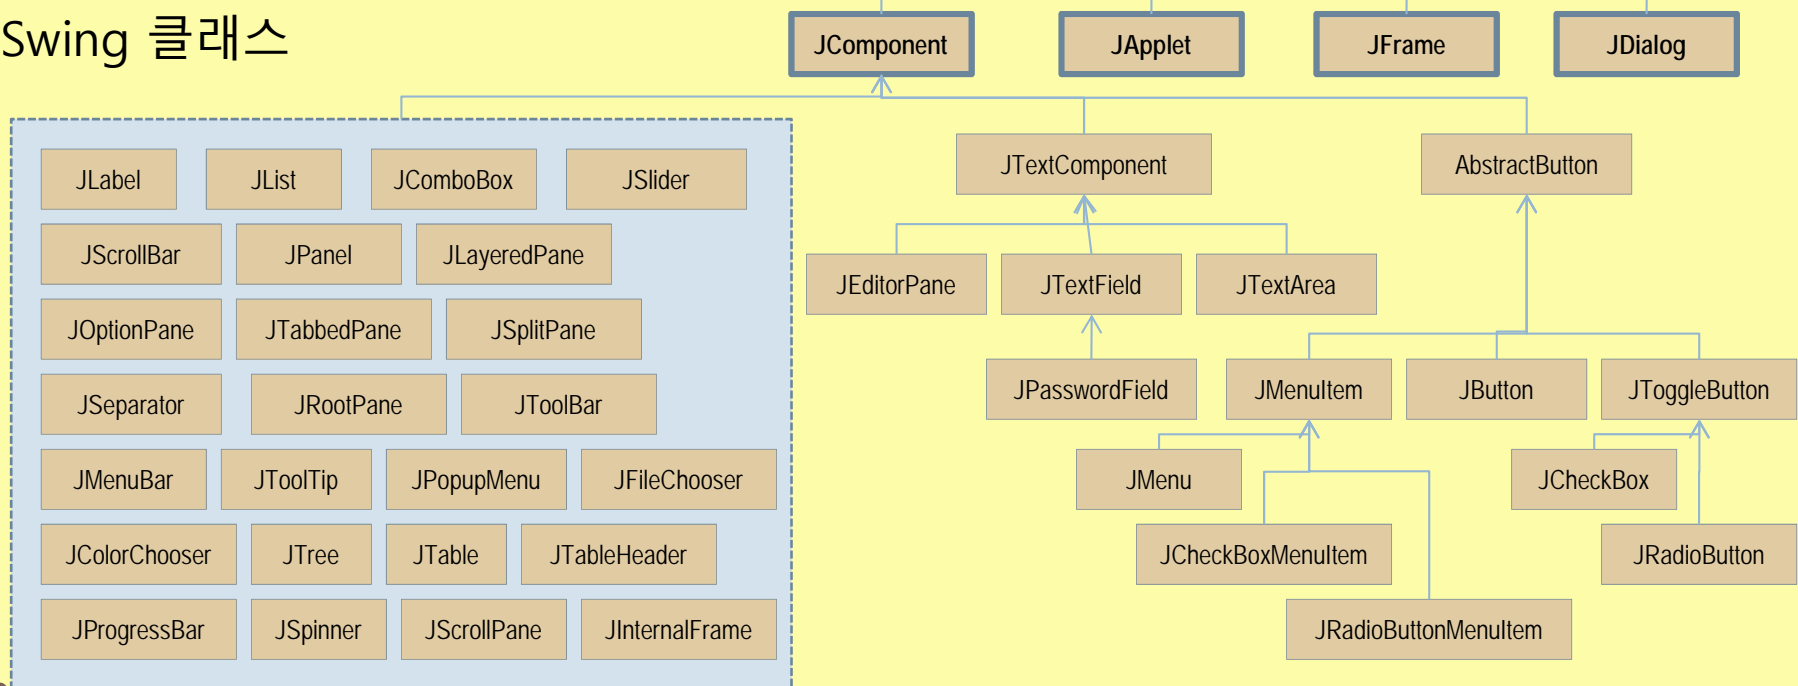 Swing 클래스
JComponent JApplet JFrame JDialog
JTextComponent AbstractButton
JLabel JList JComboBox JSlider
JScrollBar JPanel JLayeredPane
JEditorPane JTextField JTextArea
JOptionPane JTabbedPane JSplitPane
JPasswordField JMenuItem JButton JToggleButton
JSeparator JRootPane JToolBar
JMenuBar JToolTip JPopupMenu JFileChooser
JMenu JCheckBox
JColorChooser JTree JTable JTableHeader
JCheckBoxMenuItem JRadioButton
JProgressBar JSpinner JScrollPane JInternalFrame
JRadioButtonMenuItem